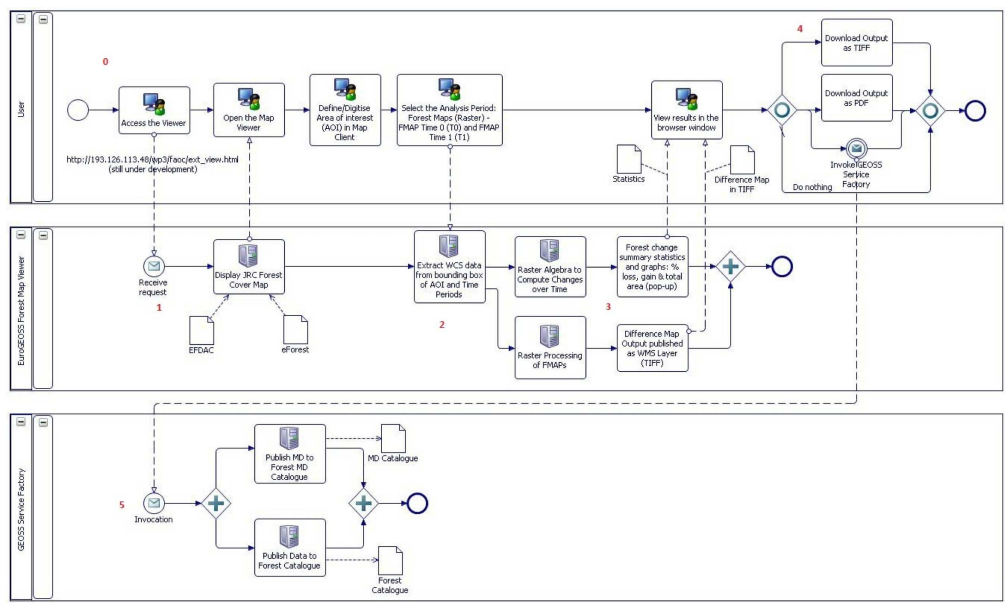 User
0
Access the Viewer
http://193.126.113.48/wp3/faoc/ext_view.html
(still under development)
Open the Map
Viewer
Define/Digitise
Area of interest
(AOI) in Map
Client
Select the Analysis Period:
Forest Maps (Raster) -
FMAP Time 0 (T0) and FMAP
Time 1 (T1)
View results in the
browser window
Statistics
Difference Map
in TIFF
4
Download Output
as TIFF
Download Output
as PDF
Invoke GEOSS
Service
Factory
Do nothing
EuroGEOSS Forest Map Viewer
Receive
request
1
Display JRC Forest
Cover Map
EFDAC
eForest
Extract WCS data
from bounding box
of AOI and Time
Periods
2
Raster Algebra to
Compute Changes
over Time
Raster Processing
of FMAPs
3
Forest change
summary statistics
and graphs: %
loss, gain & total
area (pop-up)
Difference Map
Output published
as WMS Layer
(TIFF)
GEOSS Service Factory
5
Invocation
Publish MD to
Forest MD
Catalogue
MD Catalogue
Publish Data to
Forest Catalogue
Forest
Catalogue